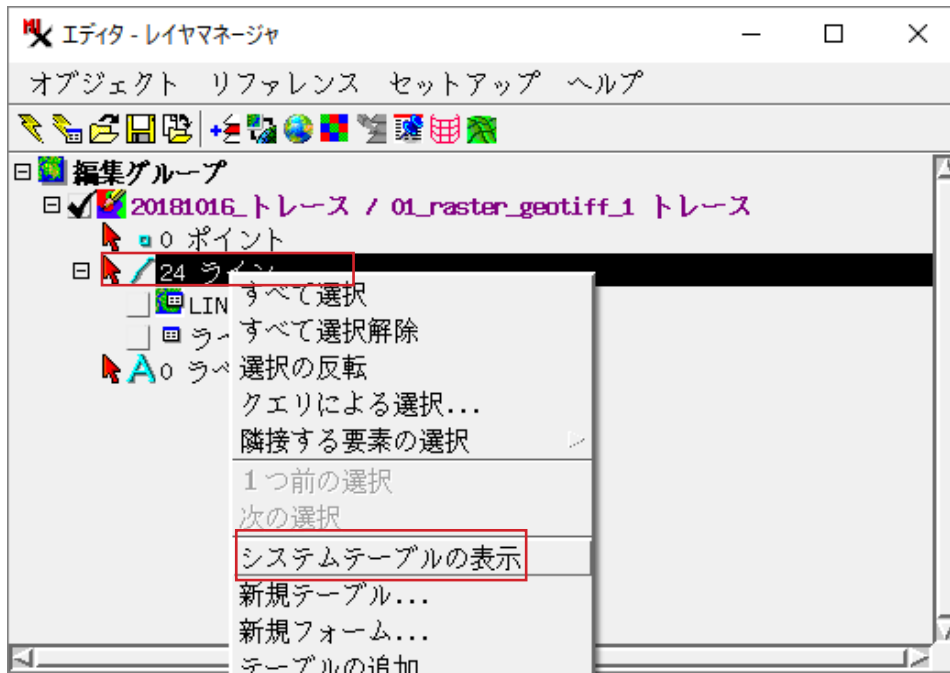 エディタ - レイヤマネージャ
オブジェクト リファレンス セットアップ ヘルプ
編集グループ
20181016_トレース / 01_raster_geotiff_1 トレース
0 ポイント
24 ライン
LIN
ラベ
0 ラベ
すべて選択
すべて選択解除
選択の反転
クエリによる選択...
隣接する要素の選択
1つ前の選択
次の選択
システムテーブルの表示
新規テーブル...
新規フォーム...
テーブルの追加